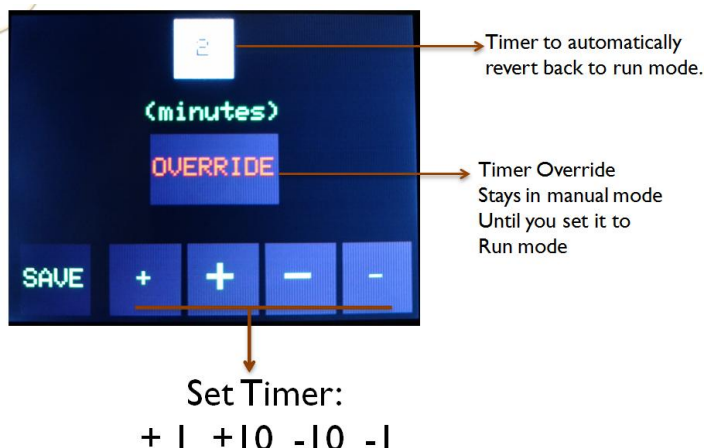 2
Timer to automatically
revert back to run mode.
(minutes)
OVERRIDE
Timer Override
Stays in manual mode
Until you set it to
Run mode
SAVE + + - -
Set Timer:
+ 1 +10 -10 -1